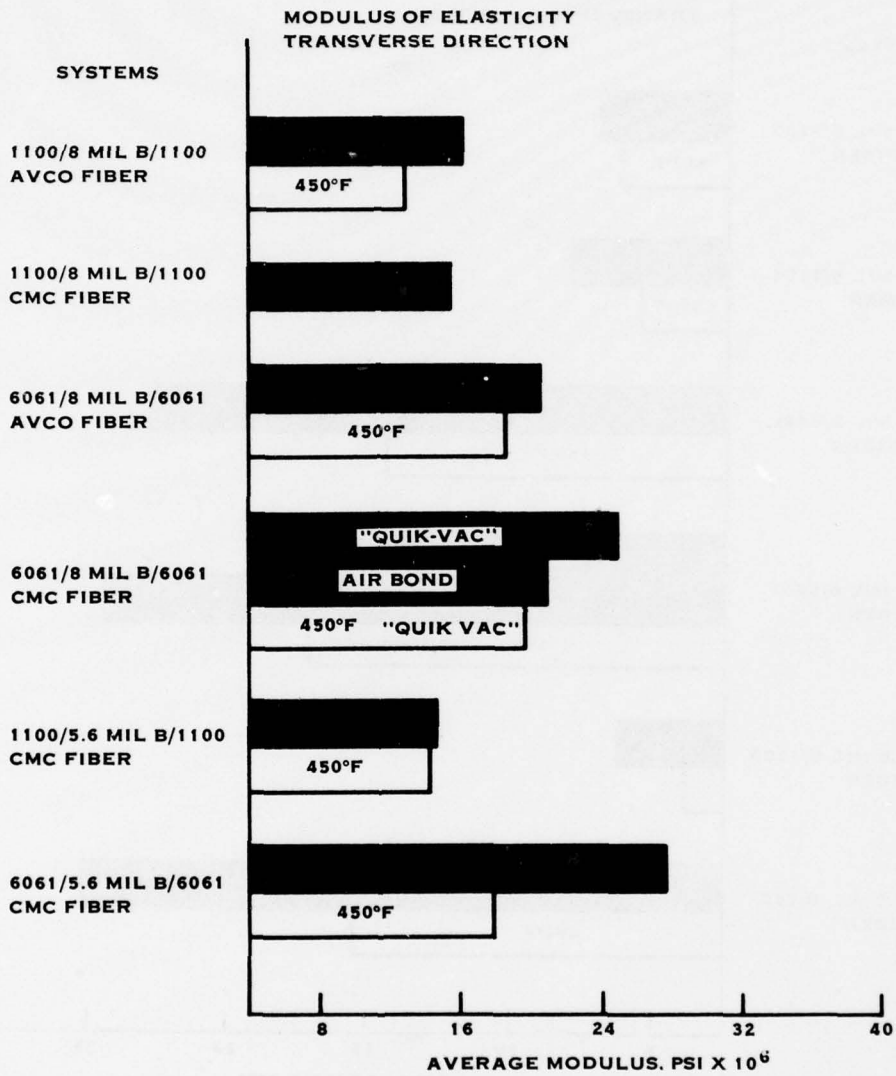 MODULUS OF ELASTICITY
TRANSVERSE DIRECTION
SYSTEMS
1100/8 MIL B/1100
AVCO FIBER
450°F
1100/8 MIL B/1100
CMC FIBER
6061/8 MIL B/6061
AVCO FIBER
450°F
6061/8 MIL B/6061
CMC FIBER
"QUIK-VAC"
AIR BOND
450°F "QUIK VAC"
1100/5.6 MIL B/1100
CMC FIBER
450°F
6061/5.6 MIL B/6061
CMC FIBER
450°F
8 16 24 32 40
AVERAGE MODULUS. PSI X 10⁶